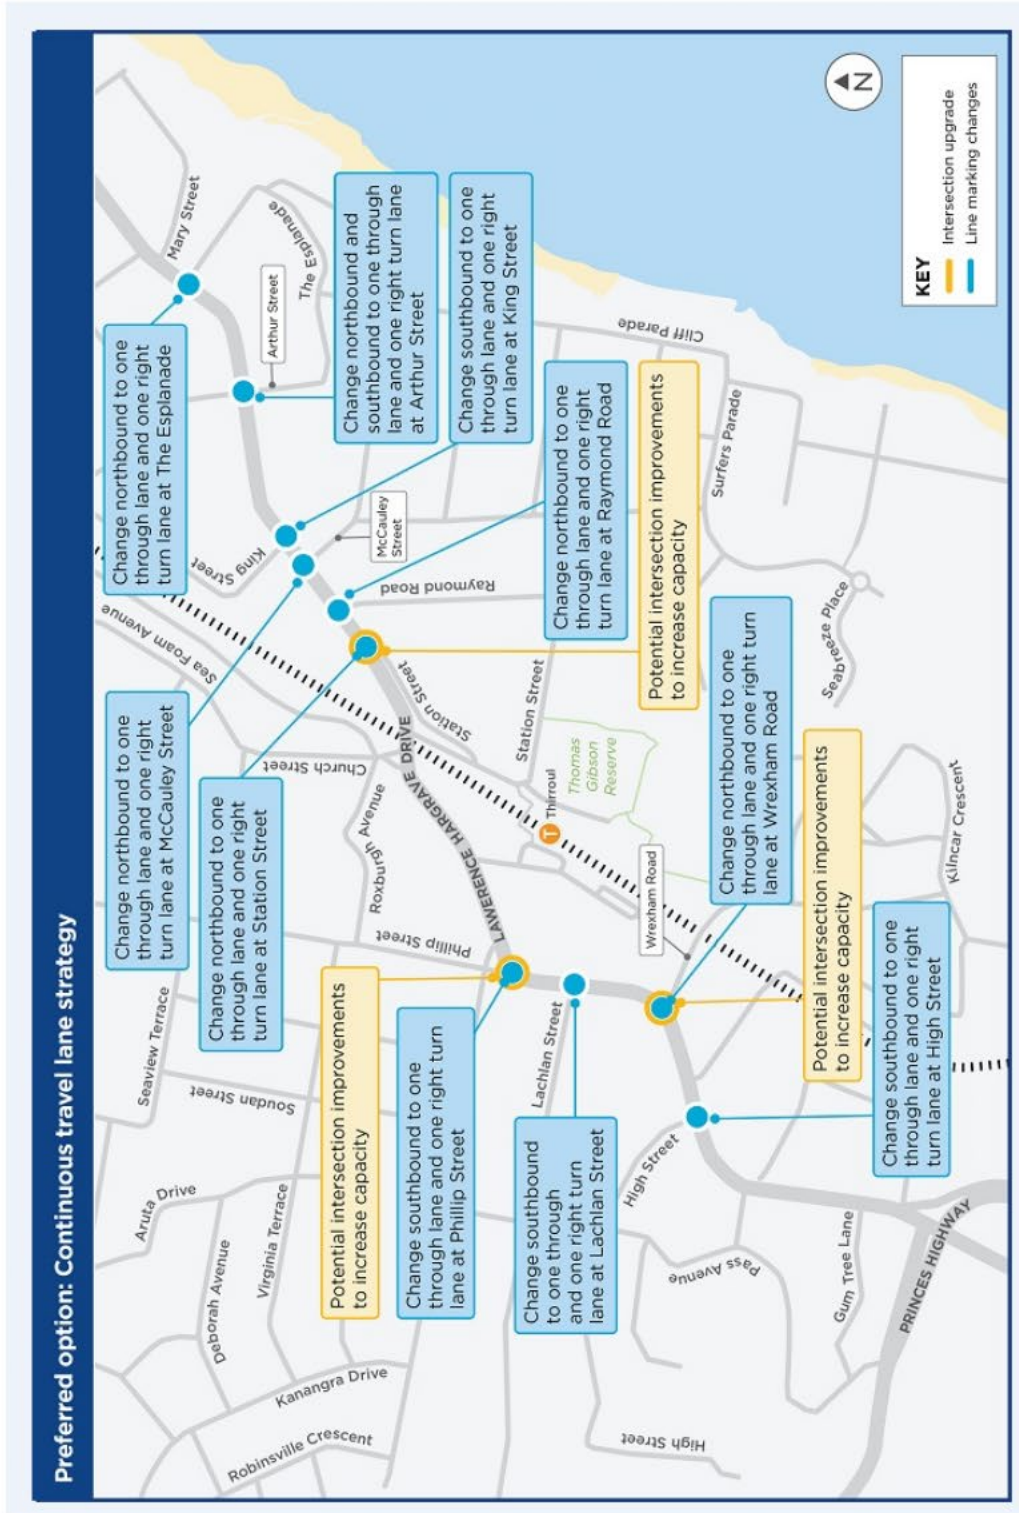 Preferred option: Continuous travel lane strategy
Change northbound to one
through lane and one right
turn lane at McCauley Street
Change northbound to one
through lane and one right
turn lane at The Esplanade
Change northbound to one
through lane and one right
turn lane at Station Street
Potential intersection improvements
to increase capacity
Change southbound to one
through lane and one right turn
lane at Phillip Street
Change southbound
to one through
and one right turn
lane at Lachlan Street
Change northbound and
southbound to one through
lane and one right turn lane
at Arthur Street
Change southbound to one
through lane and one right
turn lane at King Street
Change northbound to one
through lane and one right
turn lane at Raymond Road
Potential intersection improvements
to increase capacity
Change northbound to one
through lane and one right turn
lane at Wrexham Road
Potential intersection improvements
to increase capacity
Change southbound to one
through lane and one right
turn lane at High Street
Mary Street
The Esplanade
Arthur Street
King Street
McCauley
Street
Raymond Road
Sea Foam Avenue
Church Street
Station Street
Station Street
LAWERENCE HARGRAVE DRIVE
Roxburgh Avenue
Phillip Street
Seaview Terrace
Soudan Street
Aruta Drive
Virginia Terrace
Deborah Avenue
Kanangra Drive
Robinsville Crescent
High Street
High Street
Lachlan Street
Pass Avenue
Gum Tree Lane
PRINCES HIGHWAY
Wrexham Road
T Thirroul
Thomas
Gibson
Reserve
Cliff Parade
Surfers Parade
Seabreeze Place
Kilncar Crescent
N
KEY
Intersection upgrade
Line marking changes